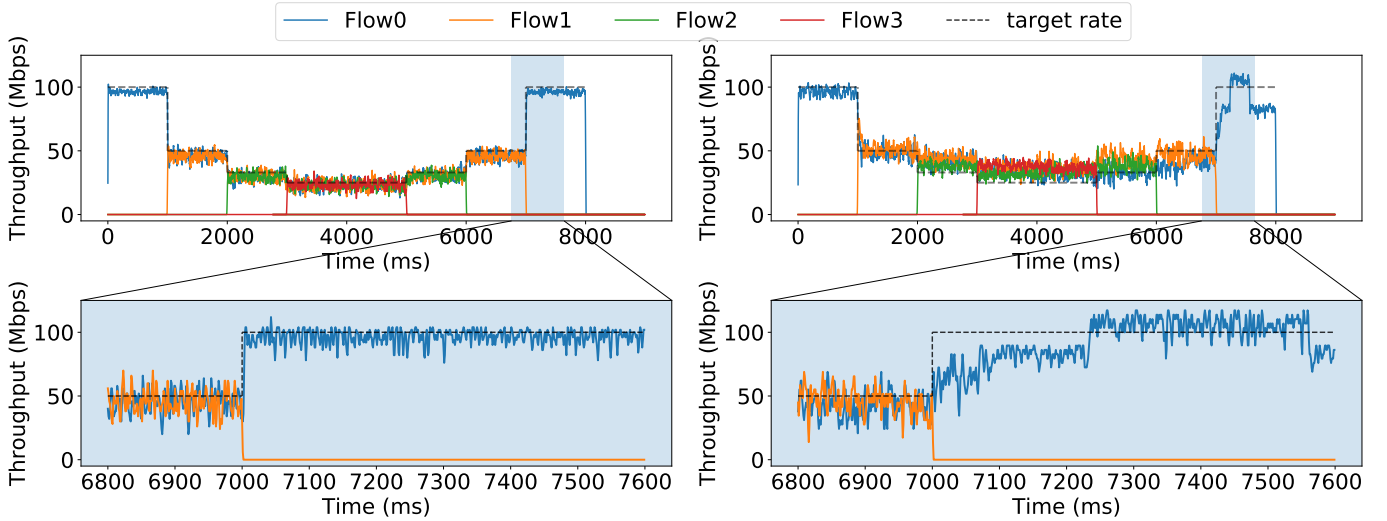 Flow0 Flow1 Flow2 Flow3 target rate
Throughput (Mbps)
100
50
0
0 2000 4000 6000 8000
Time (ms)
Throughput (Mbps)
100
50
0
0 2000 4000 6000 8000
Time (ms)
Throughput (Mbps)
100
50
0
6800 6900 7000 7100 7200 7300 7400 7500 7600
Time (ms)
Throughput (Mbps)
100
50
0
6800 6900 7000 7100 7200 7300 7400 7500 7600
Time (ms)